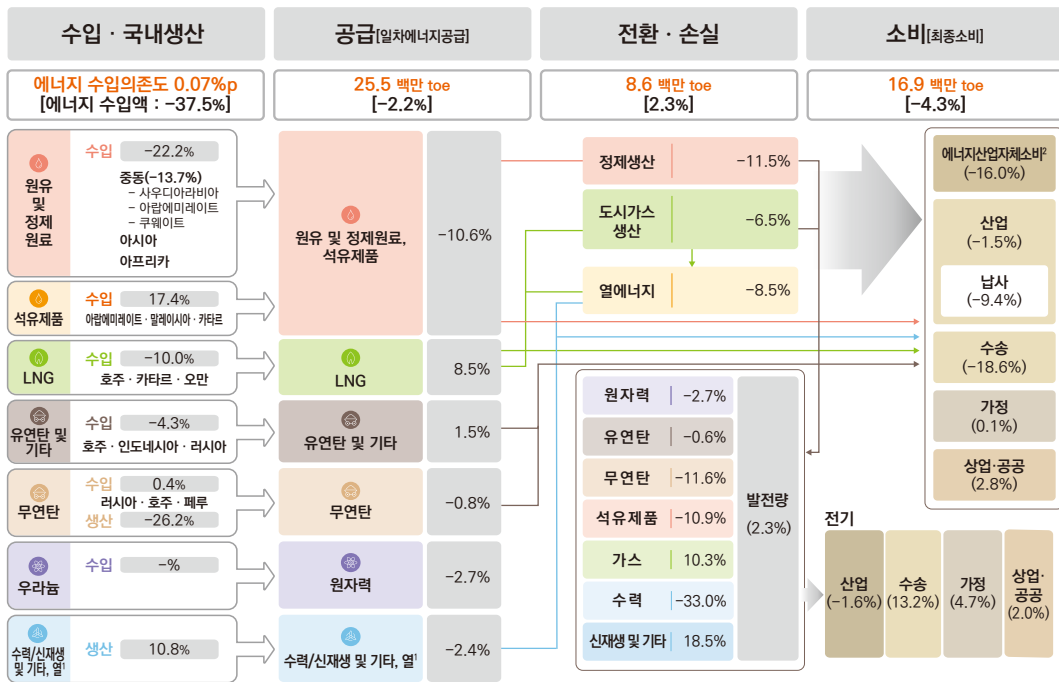 수입 · 국내생산
공급[일차에너지공급]
전환 · 손실
소비[최종소비]
에너지 수입의존도 0.07%p
[에너지 수입액 : -37.5%]
25.5 백만 toe
[-2.2%]
8.6 백만 toe
[2.3%]
16.9 백만 toe
[-4.3%]
원유
및
정제
원료
수입 -22.2%
중동(-13.7%)
- 사우디아라비아
- 아랍에미레이트
- 쿠웨이트
아시아
아프리카
석유제품
수입 17.4%
아랍에미레이트 · 말레이시아 · 카타르
LNG
수입 -10.0%
호주 · 카타르 · 오만
유연탄 및
기타
수입 -4.3%
호주 · 인도네시아 · 러시아
무연탄
수입 0.4%
러시아 · 호주 · 페루
생산 -26.2%
우라늄
수입 -%
수력/신재생
및 기타, 열¹
생산 10.8%
원유 및 정제원료,
석유제품
-10.6%
LNG
8.5%
유연탄 및 기타
1.5%
무연탄
-0.8%
원자력
-2.7%
수력/신재생 및 기타, 열¹
-2.4%
정제생산 -11.5%
도시가스
생산
-6.5%
열에너지 -8.5%
원자력 -2.7%
유연탄 -0.6%
무연탄 -11.6%
석유제품 -10.9%
가스 10.3%
수력 -33.0%
신재생 및 기타 18.5%
발전량
(2.3%)
에너지산업자체소비²
(-16.0%)
산업
(-1.5%)
납사
(-9.4%)
수송
(-18.6%)
가정
(0.1%)
상업·공공
(2.8%)
전기
산업
(-1.6%)
수송
(13.2%)
가정
(4.7%)
상업·
공공
(2.0%)